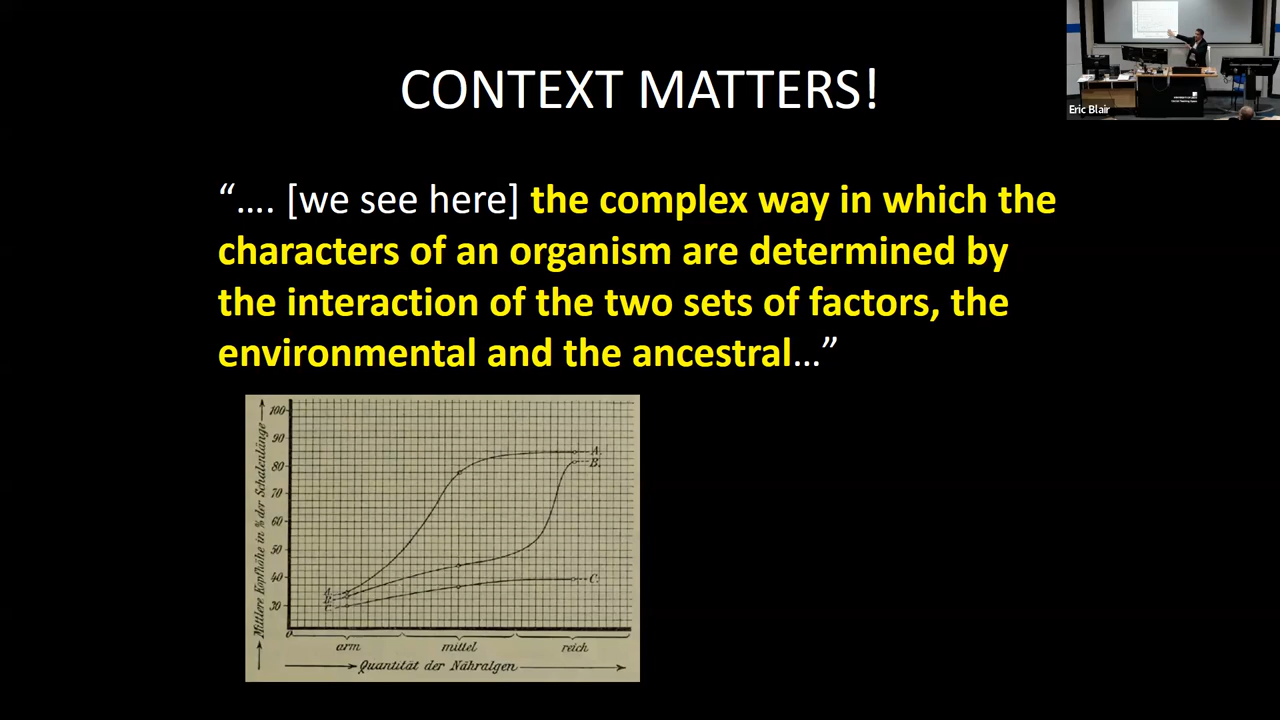 CONTEXT MATTERS!
Eric Blair
“…. [we see here] the complex way in which the
characters of an organism are determined by
the interaction of the two sets of factors, the
environmental and the ancestral…”
Mittlere Kopfhöhe in % der Schalenlänge
100
90
80
70
60
50
40
30
0
A.
B.
C.
A.
B.
C.
arm mittel reich
Quantität der Nähralgen